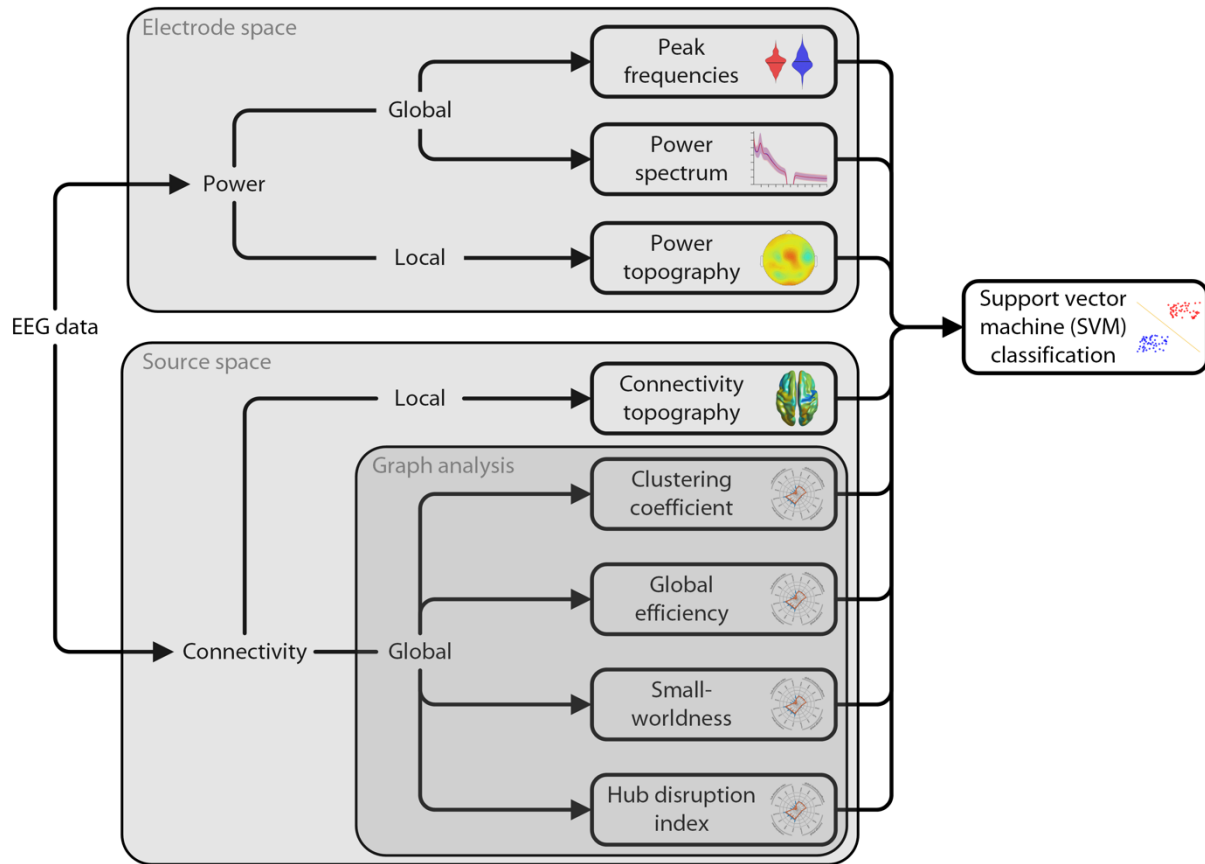 Electrode space
Peak
frequencies
Global
Power
spectrum
Power
Local
Power
topography
EEG data
Support vector
machine (SVM)
classification
Source space
Local
Connectivity
topography
Graph analysis
Clustering
coefficient
Global
efficiency
Connectivity
Global
Small-
worldness
Hub disruption
index